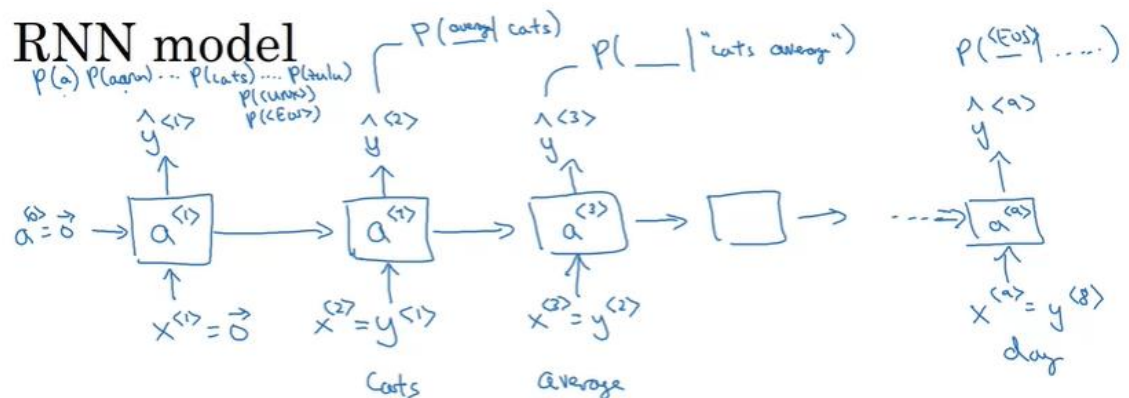 RNN model
P(average|cats)
P(__|"cats average")
P(<EOS>|.....)
P(a) P(aaron) ... P(cats) .... P(zulu)
P(<UNK>)
P(<EOS>)
ŷ<1> ŷ<2> ŷ<3> ŷ<9>
a<0>=0⃗ a<1> a<2> a<3> a<9>
x<1>=0⃗ x<2>=y<1> x<3>=y<2> x<9>=y<8>
Cats average day